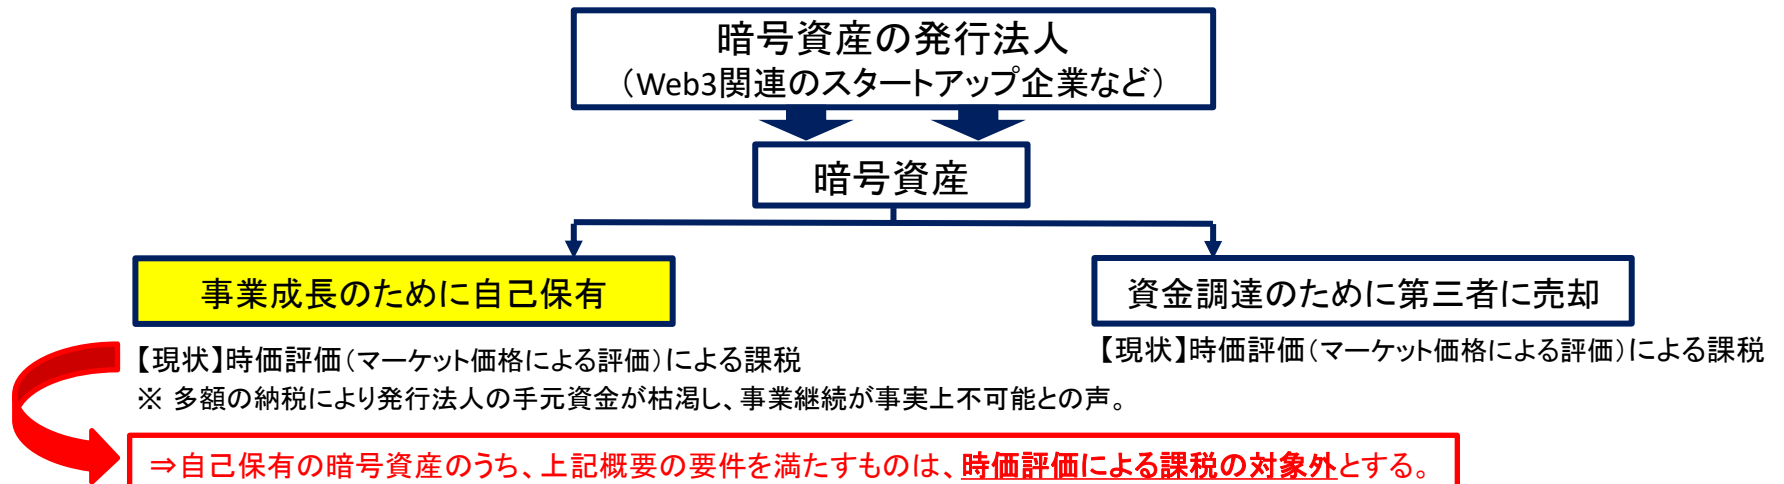 暗号資産の発行法人
（Web3関連のスタートアップ企業など）
暗号資産
事業成長のために自己保有
資金調達のために第三者に売却
【現状】時価評価（マーケット価格による評価）による課税
※ 多額の納税により発行法人の手元資金が枯渇し、事業継続が事実上不可能との声。
【現状】時価評価（マーケット価格による評価）による課税
⇒自己保有の暗号資産のうち、上記概要の要件を満たすものは、時価評価による課税の対象外とする。